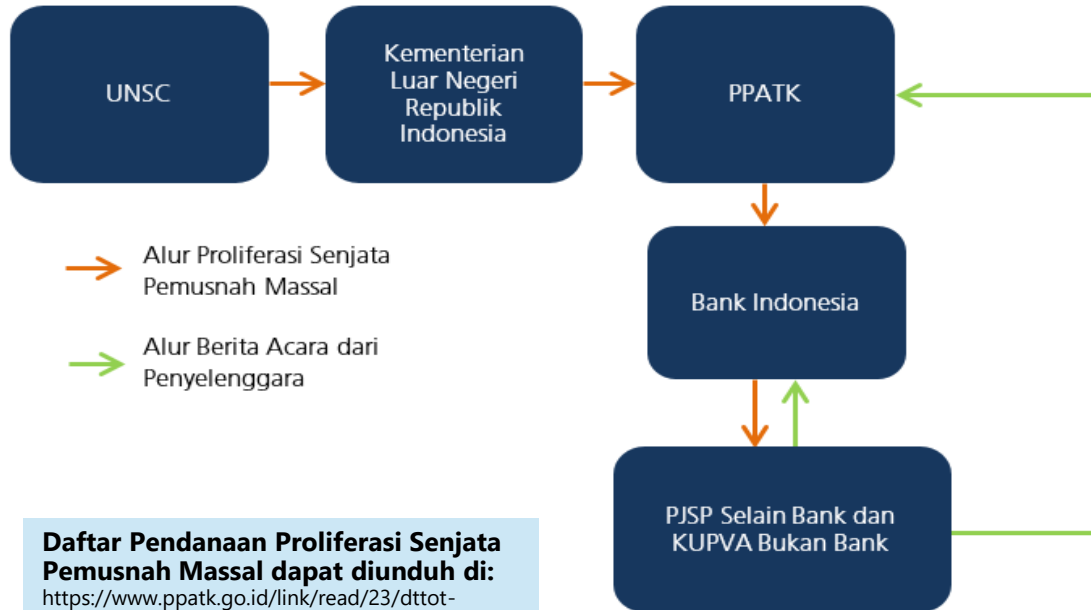 UNSC
Kementerian
Luar Negeri
Republik
Indonesia
PPATK
Alur Proliferasi Senjata
Pemusnah Massal
Bank Indonesia
Alur Berita Acara dari
Penyelenggara
PJSP Selain Bank dan
KUPVA Bukan Bank
Daftar Pendanaan Proliferasi Senjata
Pemusnah Massal dapat diunduh di:
https://www.ppatk.go.id/link/read/23/dttot-